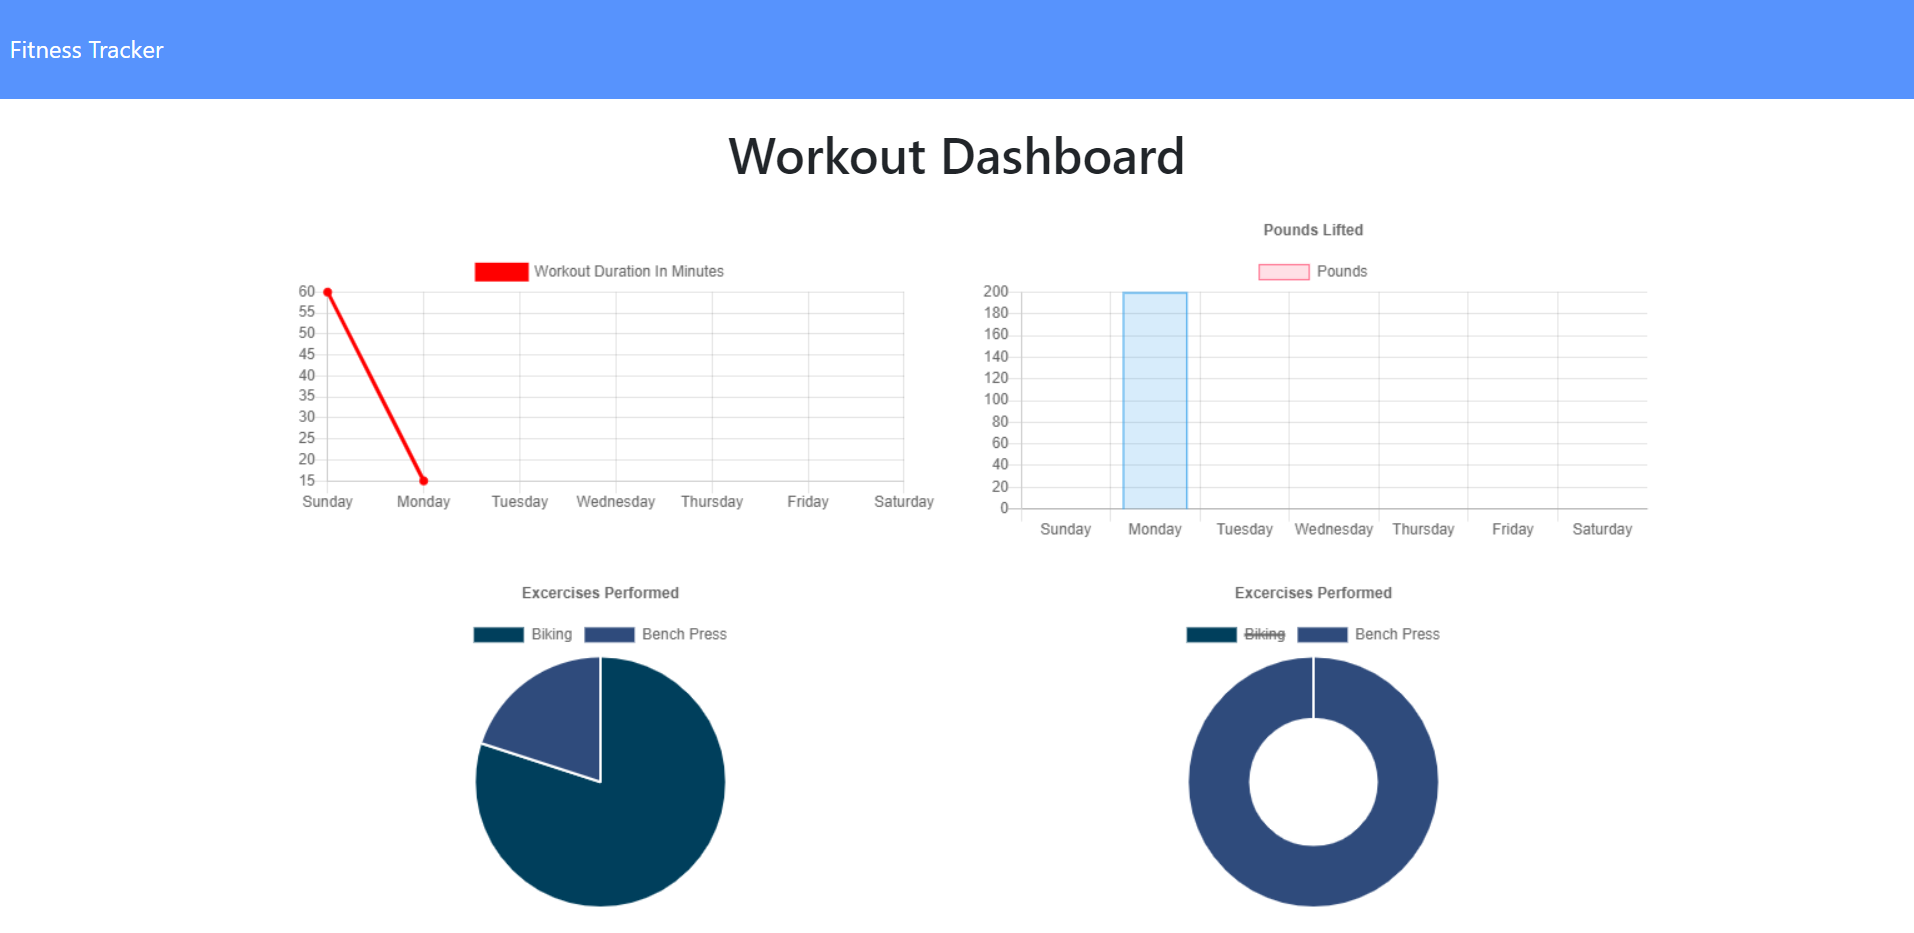 Fitness Tracker
Workout Dashboard
Workout Duration In Minutes
60
55
50
45
40
35
30
25
20
15
Sunday Monday Tuesday Wednesday Thursday Friday Saturday
Pounds Lifted
Pounds
200
180
160
140
120
100
80
60
40
20
0
Sunday Monday Tuesday Wednesday Thursday Friday Saturday
Excercises Performed
Biking Bench Press
Excercises Performed
Biking Bench Press